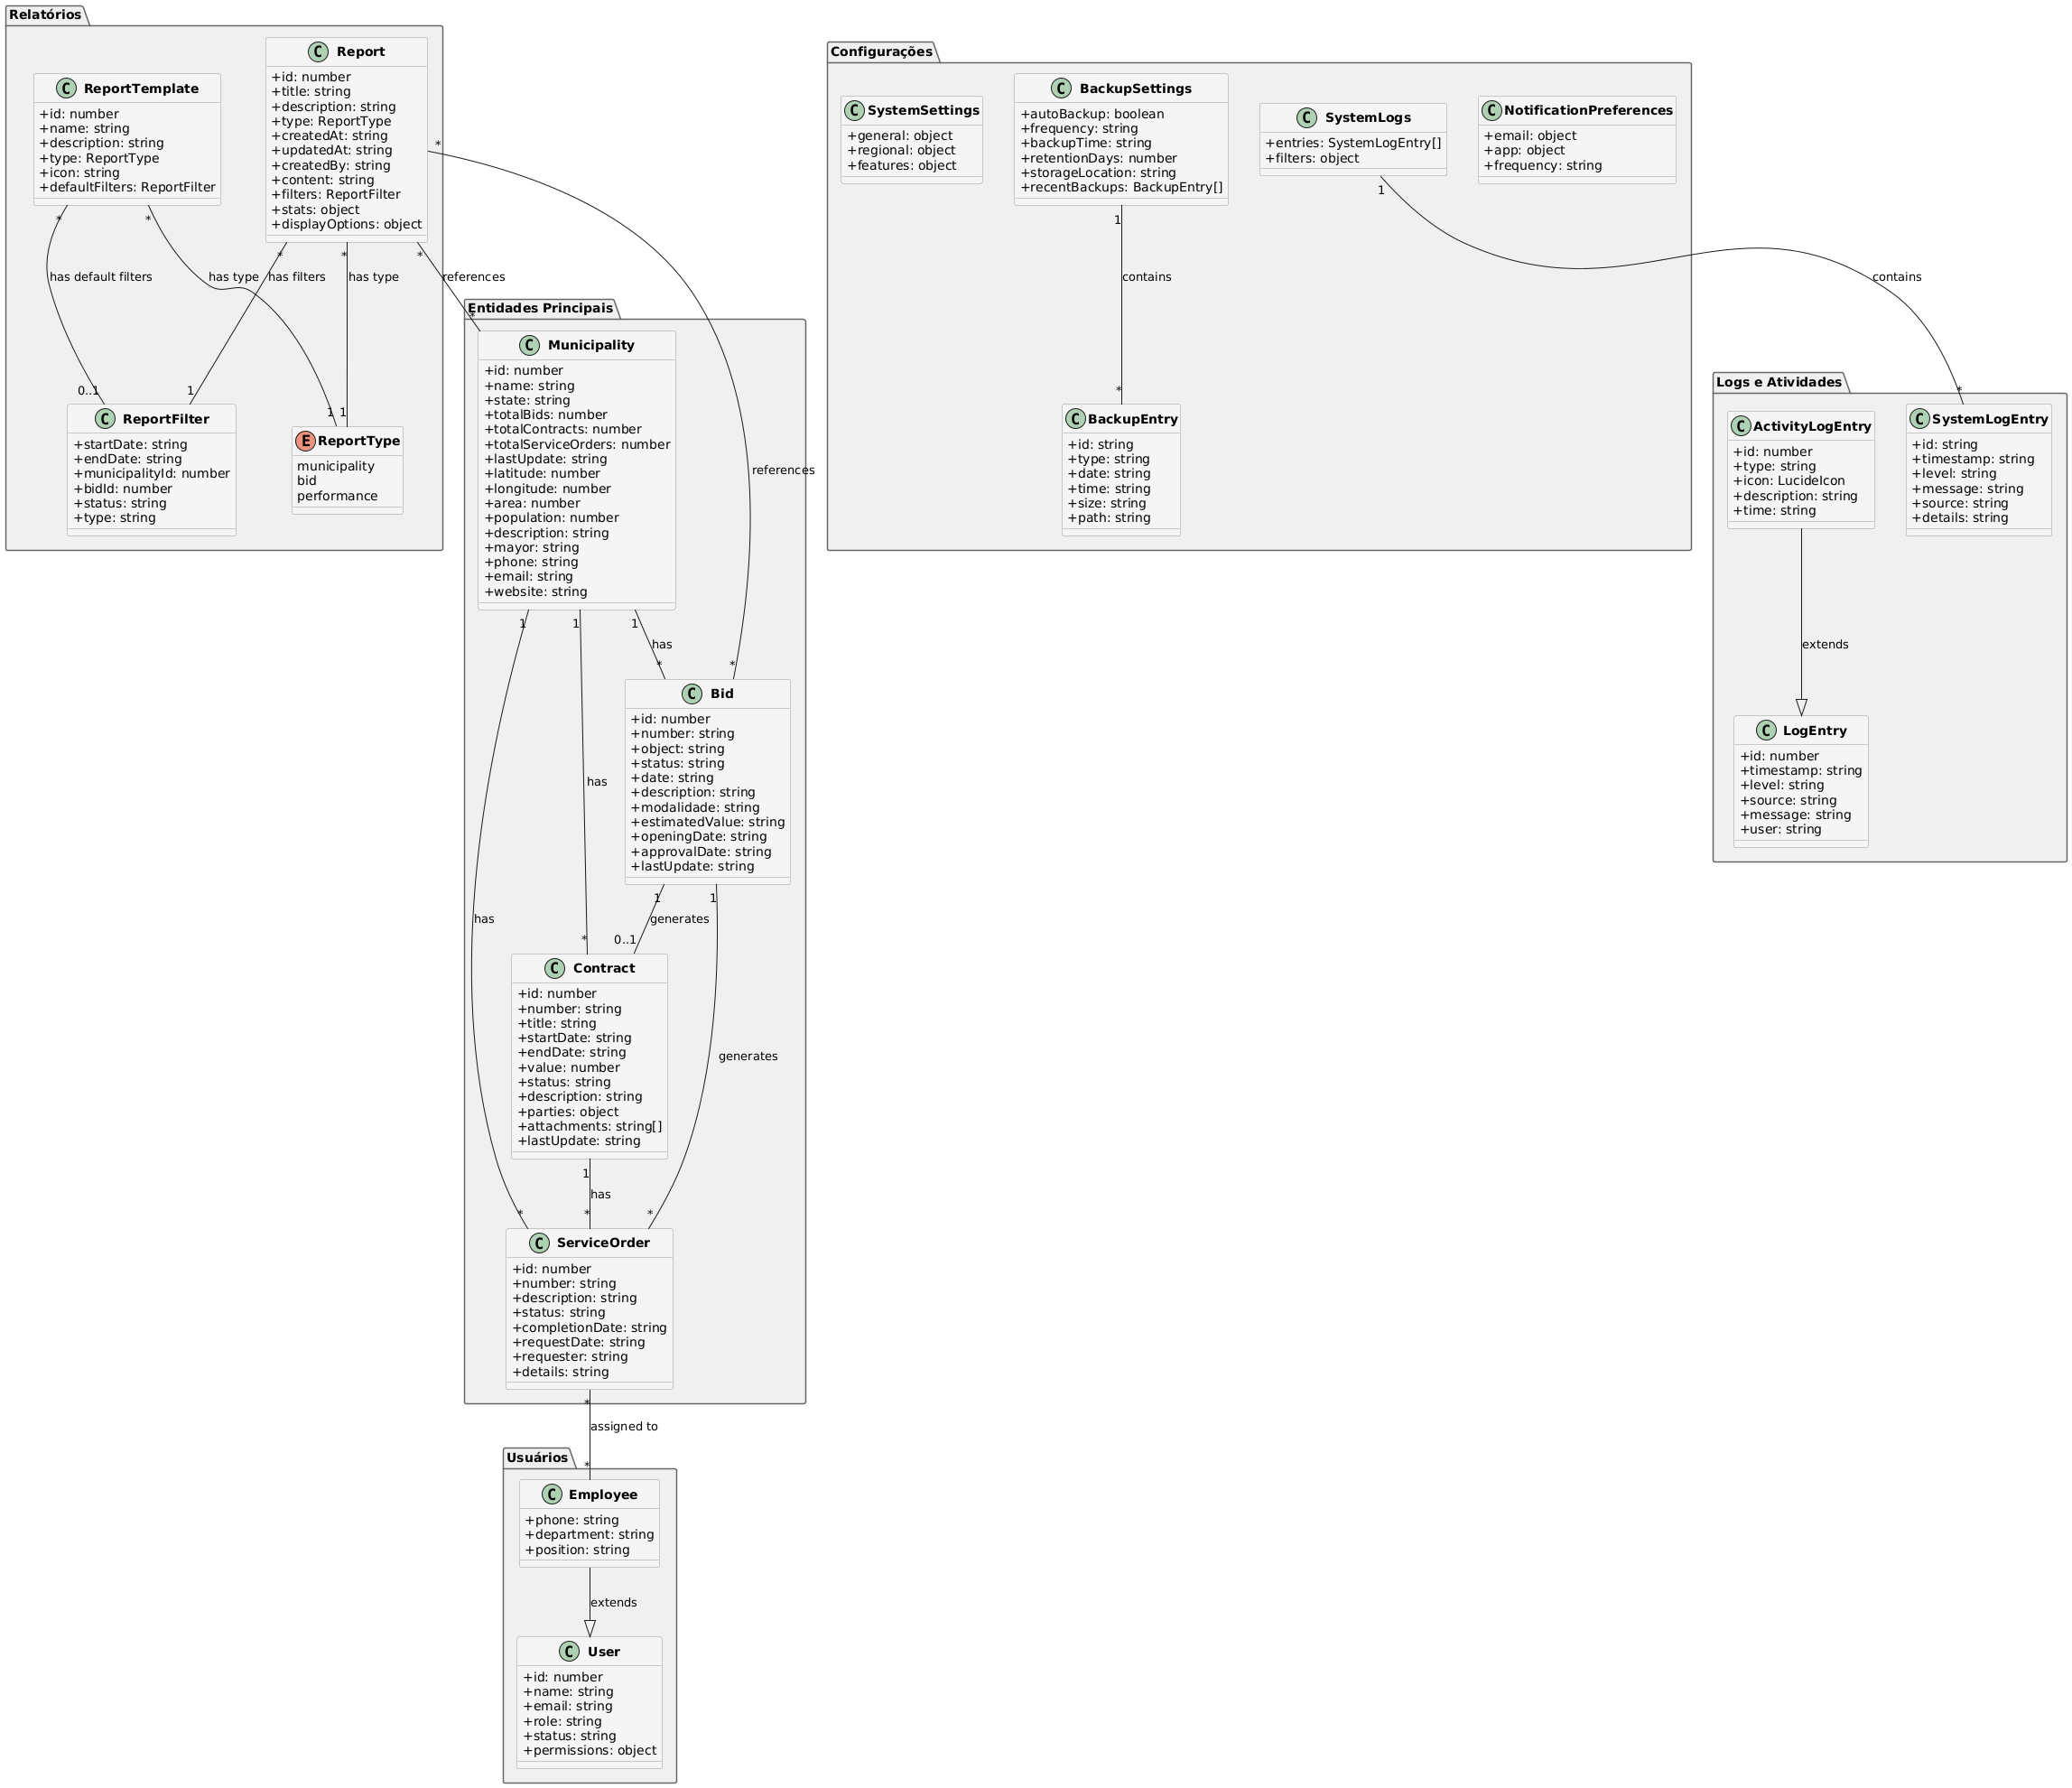 Relatórios
C Report
+id: number
+title: string
+description: string
+type: ReportType
+createdAt: string
+updatedAt: string
+createdBy: string
+content: string
+filters: ReportFilter
+stats: object
+displayOptions: object
C ReportTemplate
+id: number
+name: string
+description: string
+type: ReportType
+icon: string
+defaultFilters: ReportFilter
*
*
*
*
*
*
has default filters
has type
has filters
has type
references
*
0..1
1
1
1
C ReportFilter
+startDate: string
+endDate: string
+municipalityId: number
+bidId: number
+status: string
+type: string
E ReportType
municipality
bid
performance
Entidades Principais
C Municipality
+id: number
+name: string
+state: string
+totalBids: number
+totalContracts: number
+totalServiceOrders: number
+lastUpdate: string
+latitude: number
+longitude: number
+area: number
+population: number
+description: string
+mayor: string
+phone: string
+email: string
+website: string
references
1
1
1
has
*
*
C Bid
+id: number
+number: string
+object: string
+status: string
+date: string
+description: string
+modalidade: string
+estimatedValue: string
+openingDate: string
+approvalDate: string
+lastUpdate: string
has
1
1
has
generates
*
0..1
C Contract
+id: number
+number: string
+title: string
+startDate: string
+endDate: string
+value: number
+status: string
+description: string
+parties: object
+attachments: string[]
+lastUpdate: string
generates
1
has
*
*
*
C ServiceOrder
+id: number
+number: string
+description: string
+status: string
+completionDate: string
+requestDate: string
+requester: string
+details: string
*
assigned to
*
Usuários
C Employee
+phone: string
+department: string
+position: string
extends
C User
+id: number
+name: string
+email: string
+role: string
+status: string
+permissions: object
Configurações
C SystemSettings
+general: object
+regional: object
+features: object
C BackupSettings
+autoBackup: boolean
+frequency: string
+backupTime: string
+retentionDays: number
+storageLocation: string
+recentBackups: BackupEntry[]
C SystemLogs
+entries: SystemLogEntry[]
+filters: object
C NotificationPreferences
+email: object
+app: object
+frequency: string
1
1
contains
contains
*
*
C BackupEntry
+id: string
+type: string
+date: string
+time: string
+size: string
+path: string
Logs e Atividades
C ActivityLogEntry
+id: number
+type: string
+icon: LucideIcon
+description: string
+time: string
C SystemLogEntry
+id: string
+timestamp: string
+level: string
+message: string
+source: string
+details: string
extends
C LogEntry
+id: number
+timestamp: string
+level: string
+source: string
+message: string
+user: string